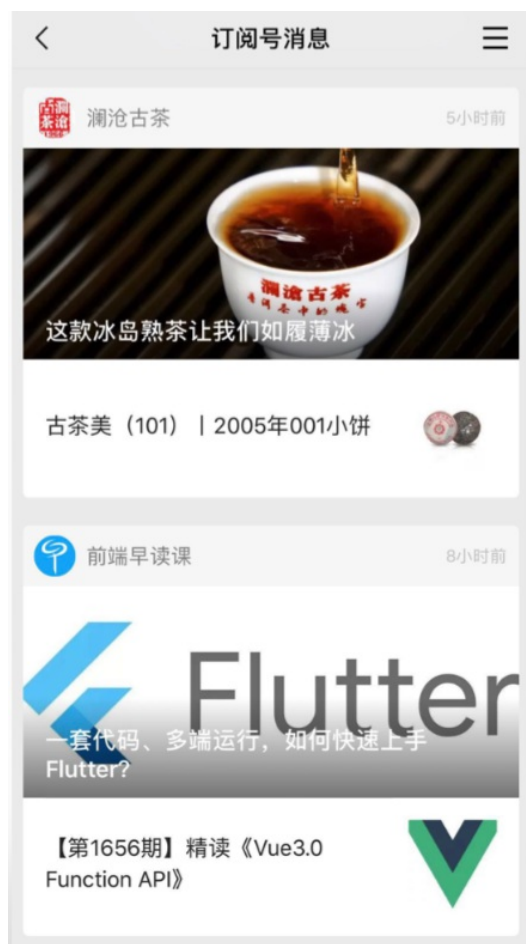 订阅号消息
澜沧古茶
5小时前
澜沧古茶
这款冰岛熟茶让我们如履薄冰
古茶美（101）丨2005年001小饼
前端早读课
8小时前
Flutter
一套代码、多端运行，如何快速上手
Flutter?
【第1656期】精读《Vue3.0
Function API》